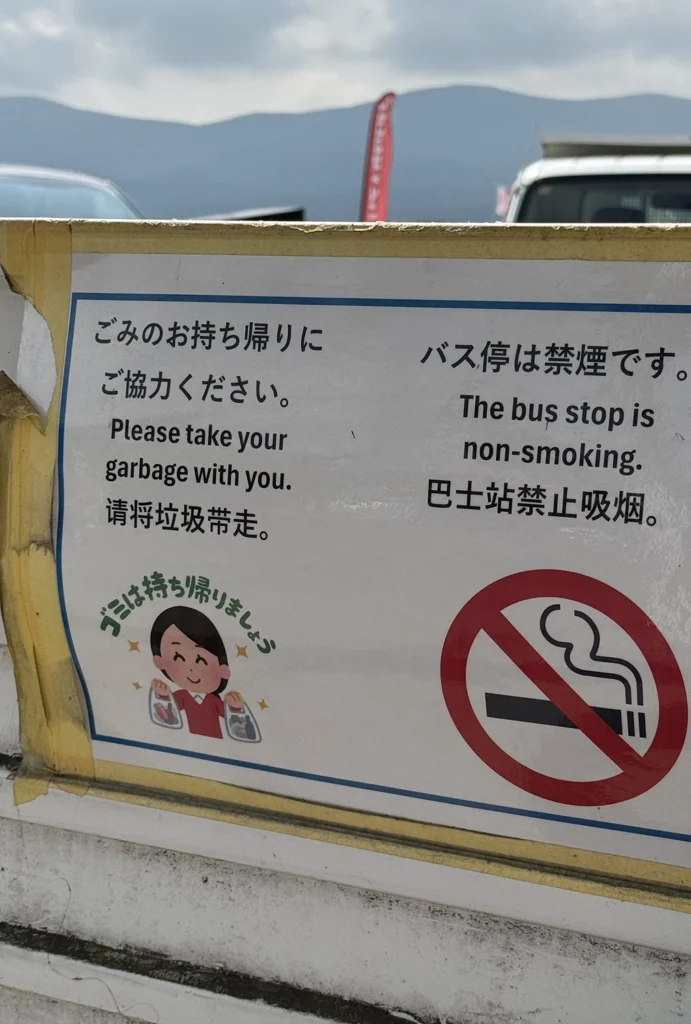 ごみのお持ち帰りに
ご協力ください。
Please take your
garbage with you.
请将垃圾带走。
ゴミは持ち帰りましょう
バス停は禁煙です。
The bus stop is
non-smoking.
巴士站禁止吸烟。